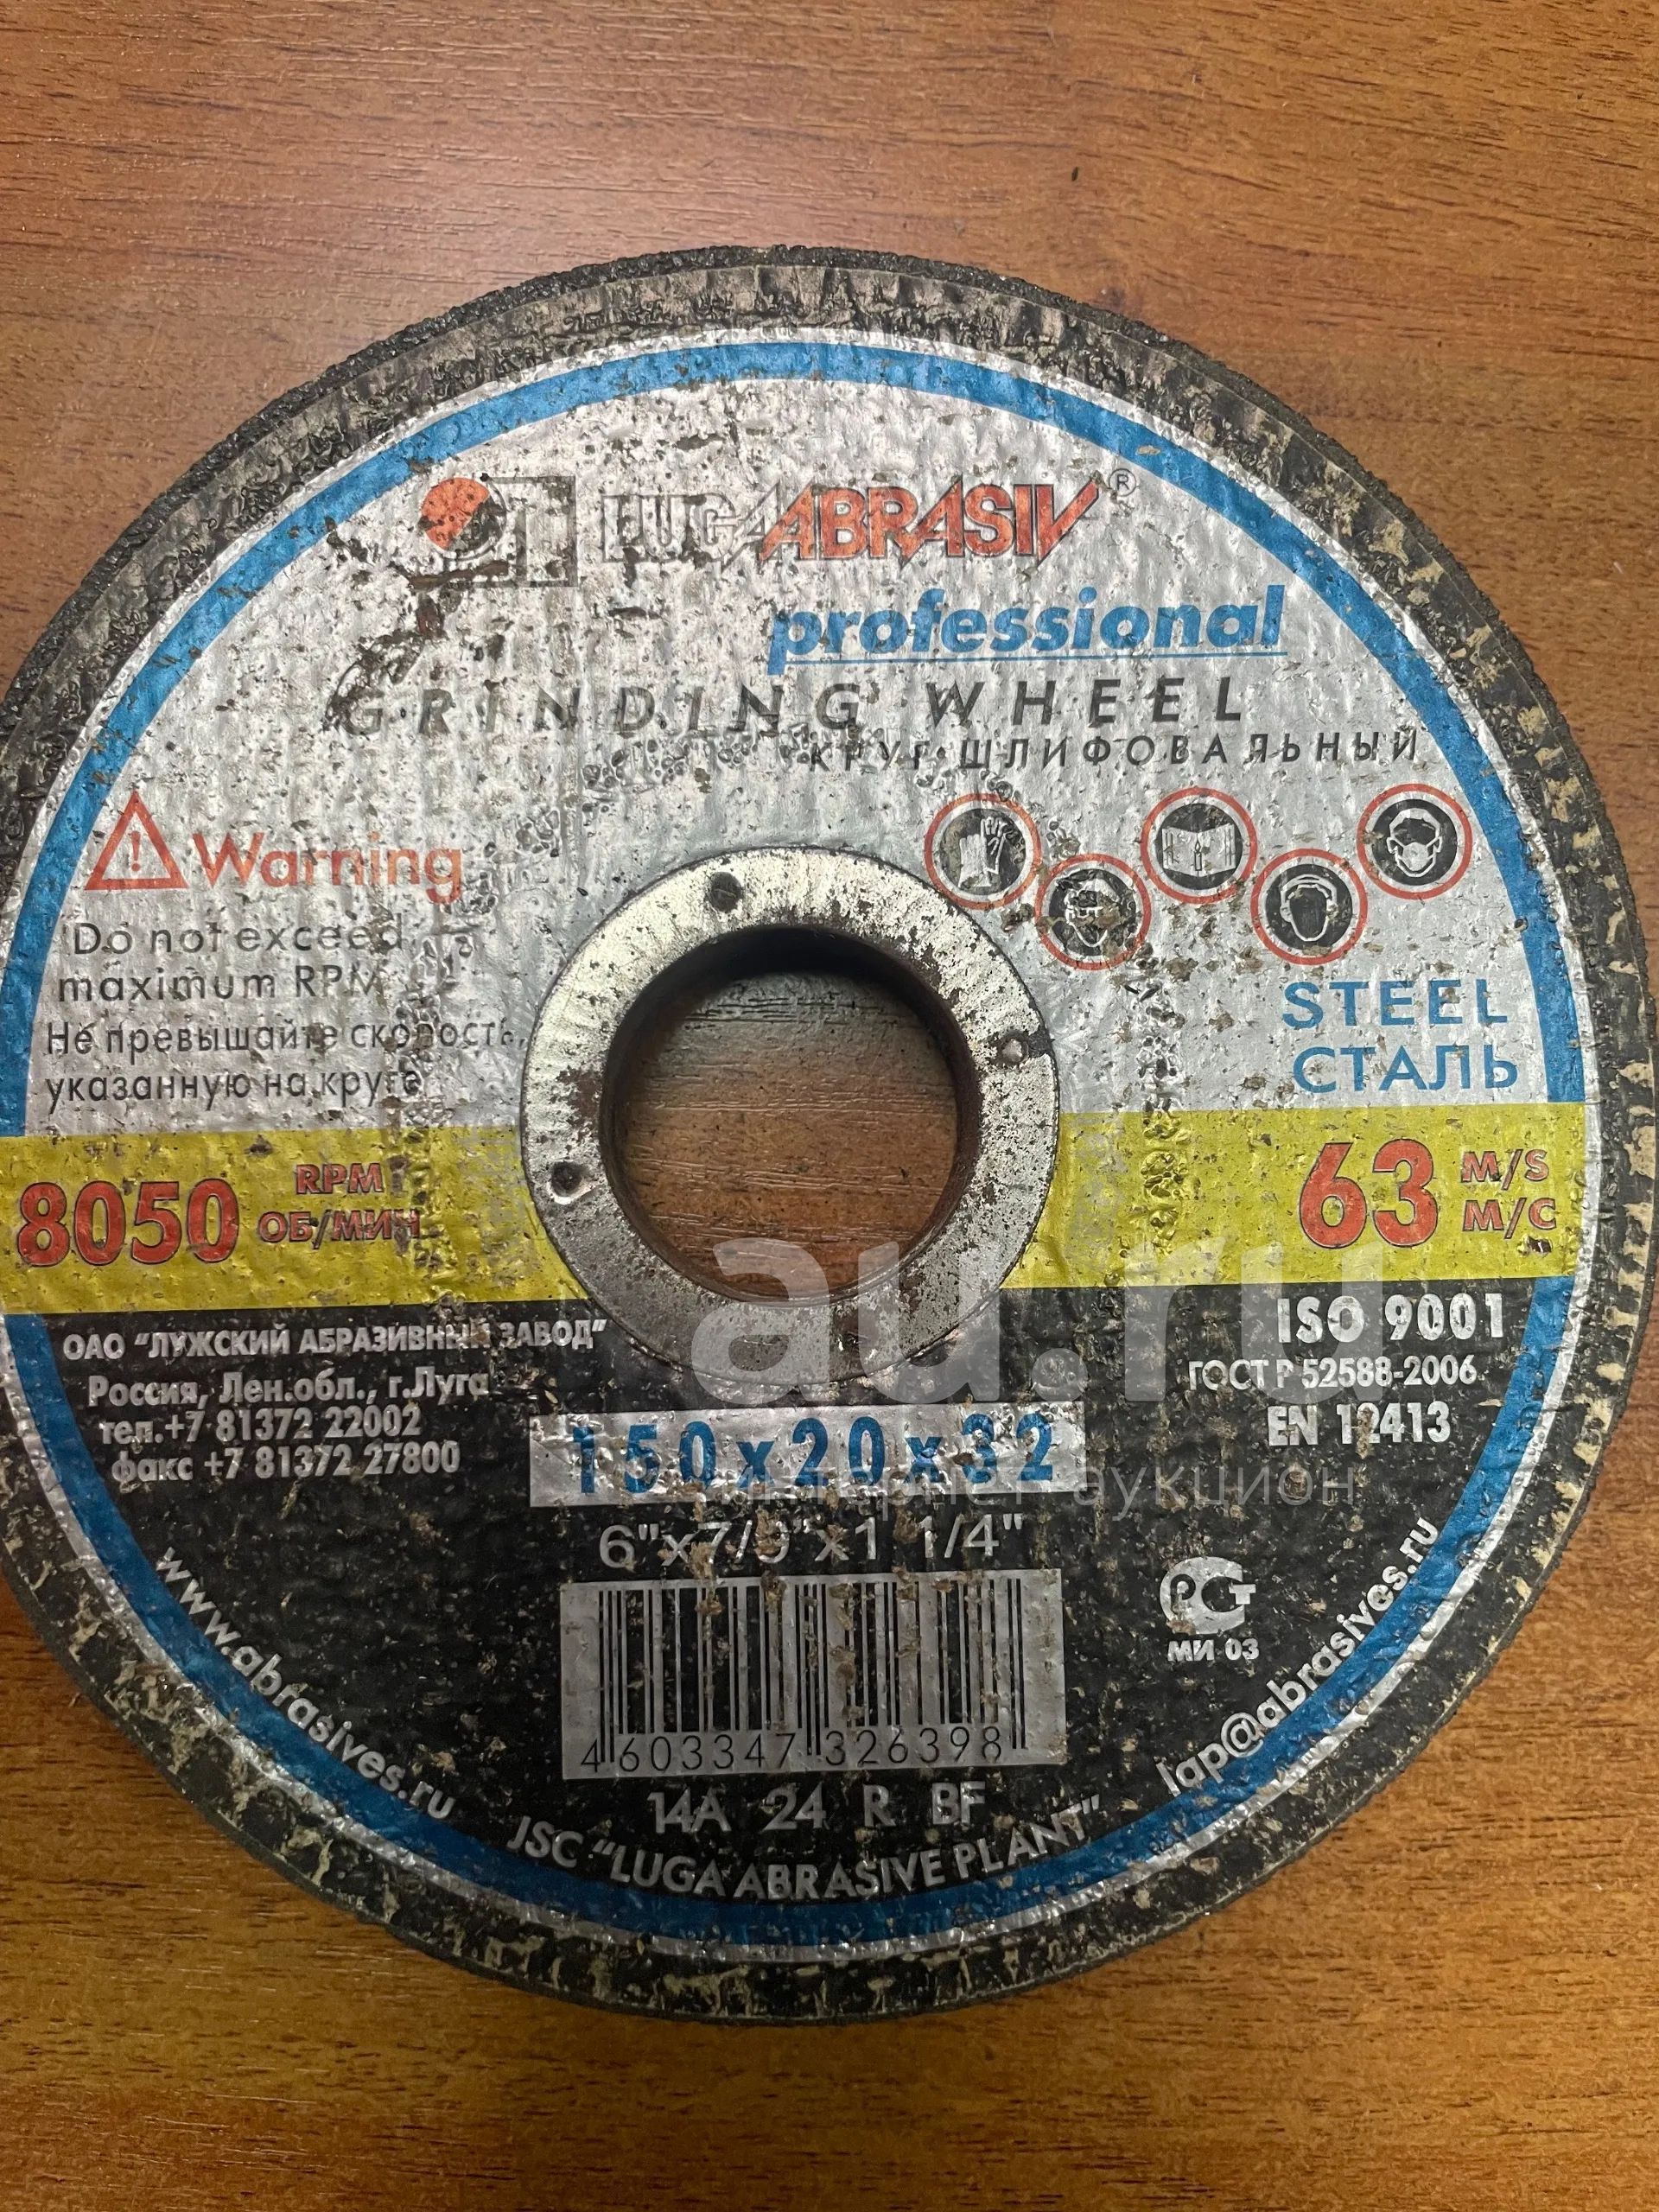 LUGAABRASIV®
professional
GRINDING WHEEL
КРУГ ШЛИФОВАЛЬНЫЙ
! Warning
Do not exceed
maximum RPM
Не превышайте скорость,
указанную на круге
STEEL
СТАЛЬ
8050 RPM
ОБ/МИН
63 M/S
М/С
ОАО "ЛУЖСКИЙ АБРАЗИВНЫЙ ЗАВОД"
Россия, Лен.обл., г.Луга
тел.+7 81372 22002
факс +7 81372 27800
ISO 9001
ГОСТ Р 52588-2006
EN 12413
150x20x32
6"x7/9"x1 1/4"
РСТ
МИ 03
4 603347 326398
14А 24 R BF
JSC "LUGA ABRASIVE PLANT"
www.abrasives.ru
lap@abrasives.ru
au.ru
интернет-аукцион